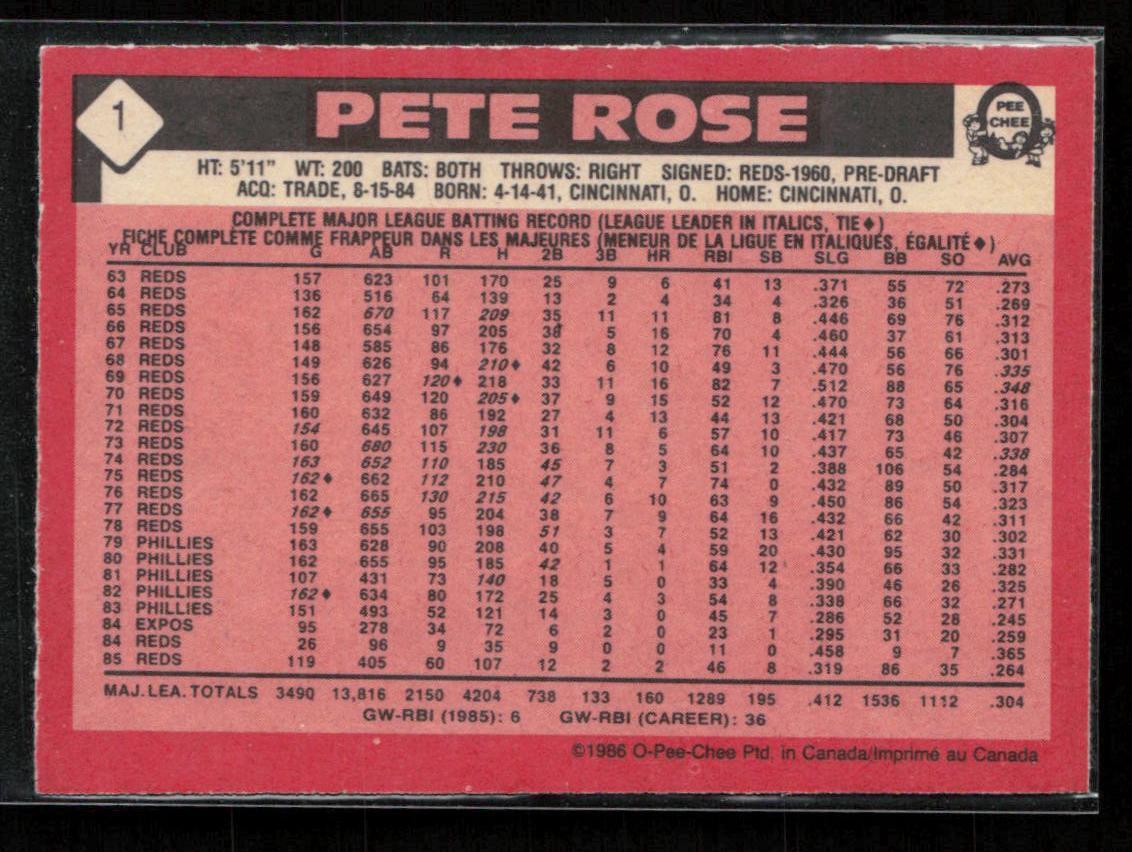 1
PETE ROSE
PEE
CHEE
HT: 5'11" WT: 200 BATS: BOTH THROWS: RIGHT SIGNED: REDS-1960, PRE-DRAFT
ACQ: TRADE, 8-15-84 BORN: 4-14-41, CINCINNATI, O. HOME: CINCINNATI, O.
COMPLETE MAJOR LEAGUE BATTING RECORD (LEAGUE LEADER IN ITALICS, TIE♦)
FICHE COMPLÈTE COMME FRAPPEUR DANS LES MAJEURES (MENEUR DE LA LIGUE EN ITALIQUES, ÉGALITÉ♦)
YR CLUB G AB R H 2B 3B HR RBI SB SLG BB SO AVG
63 REDS 157 623 101 170 25 9 6 41 13 .371 55 72 .273
64 REDS 136 516 64 139 13 2 4 34 4 .326 36 51 .269
65 REDS 162 670 117 209 35 11 11 81 8 .446 69 76 .312
66 REDS 156 654 97 205 38 5 16 70 4 .460 37 61 .313
67 REDS 148 585 86 176 32 8 12 76 11 .444 56 66 .301
68 REDS 149 626 94 210♦ 42 6 10 49 3 .470 56 76 .335
69 REDS 156 627 120♦ 218 33 11 16 82 7 .512 88 65 .348
70 REDS 159 649 120 205♦ 37 9 15 52 12 .470 73 64 .316
71 REDS 160 632 86 192 27 4 13 44 13 .421 68 50 .304
72 REDS 154 645 107 198 31 11 6 57 10 .417 73 46 .307
73 REDS 160 680 115 230 36 8 5 64 10 .437 65 42 .338
74 REDS 163 652 110 185 45 7 3 51 2 .388 106 54 .284
75 REDS 162♦ 662 112 210 47 4 7 74 0 .432 89 50 .317
76 REDS 162 665 130 215 42 6 10 63 9 .450 86 54 .323
77 REDS 162♦ 655 95 204 38 7 9 64 16 .432 66 42 .311
78 REDS 159 655 103 198 51 3 7 52 13 .421 62 30 .302
79 PHILLIES 163 628 90 208 40 5 4 59 20 .430 95 32 .331
80 PHILLIES 162 655 95 185 42 1 1 64 12 .354 66 33 .282
81 PHILLIES 107 431 73 140 18 5 0 33 4 .390 46 26 .325
82 PHILLIES 162♦ 634 80 172 25 4 3 54 8 .338 66 32 .271
83 PHILLIES 151 493 52 121 14 3 0 45 7 .286 52 28 .245
84 EXPOS 95 278 34 72 6 2 0 23 1 .295 31 20 .259
84 REDS 26 96 9 35 9 0 0 11 0 .458 9 7 .365
85 REDS 119 405 60 107 12 2 2 46 8 .319 86 35 .264
MAJ. LEA. TOTALS 3490 13,816 2150 4204 738 133 160 1289 195 .412 1536 1112 .304
GW-RBI (1985): 6 GW-RBI (CAREER): 36
©1986 O-Pee-Chee Ptd. in Canada/Imprimé au Canada